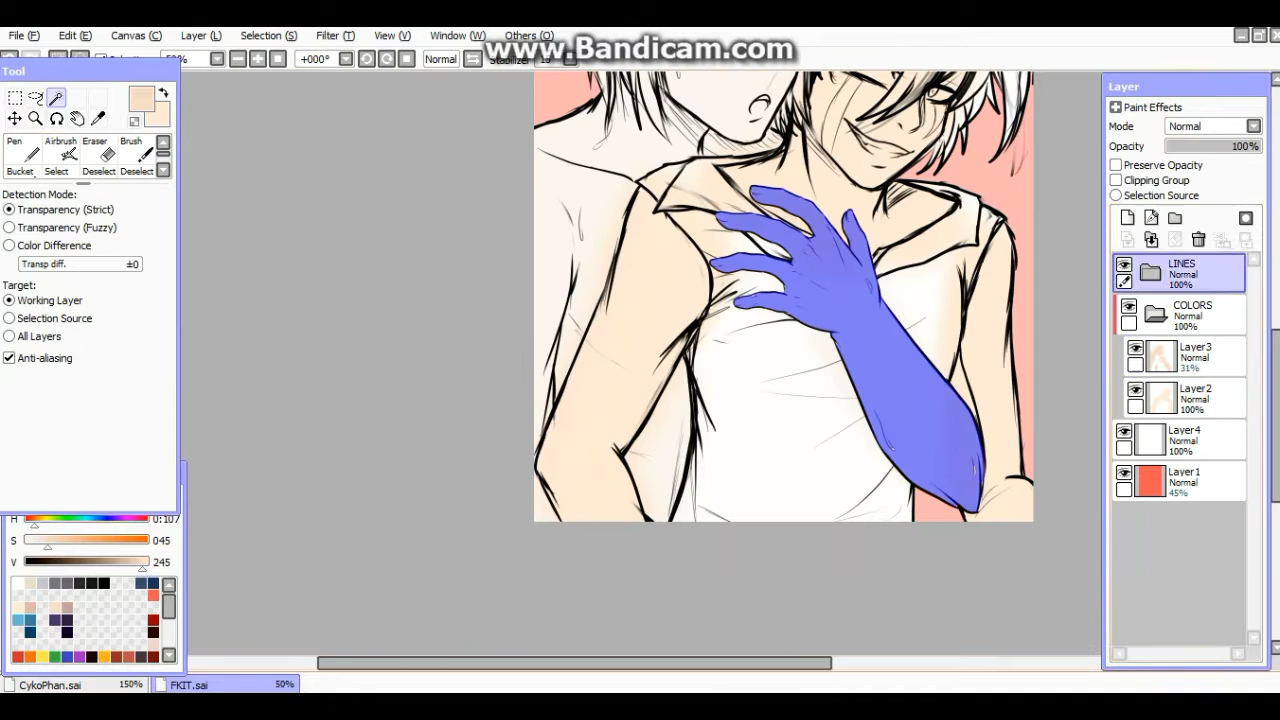 File (F) Edit (E) Canvas (C) Layer (L) Selection (S) Filter (T) View (V) Window (W) Others (O)
www.Bandicam.com
50% +000° Normal Stabilizer 15
Tool
Pen Airbrush Eraser Brush
Bucket Select Deselect Deselect
Detection Mode:
Transparency (Strict)
Transparency (Fuzzy)
Color Difference
Transp diff. ±0
Target:
Working Layer
Selection Source
All Layers
Anti-aliasing
H 0:107
S 045
V 245
Layer
Paint Effects
Mode Normal
Opacity 100%
Preserve Opacity
Clipping Group
Selection Source
LINES
Normal
100%
COLORS
Normal
100%
Layer3
Normal
31%
Layer2
Normal
100%
Layer4
Normal
100%
Layer1
Normal
45%
CykoPhan.sai 150% FKIT.sai 50%